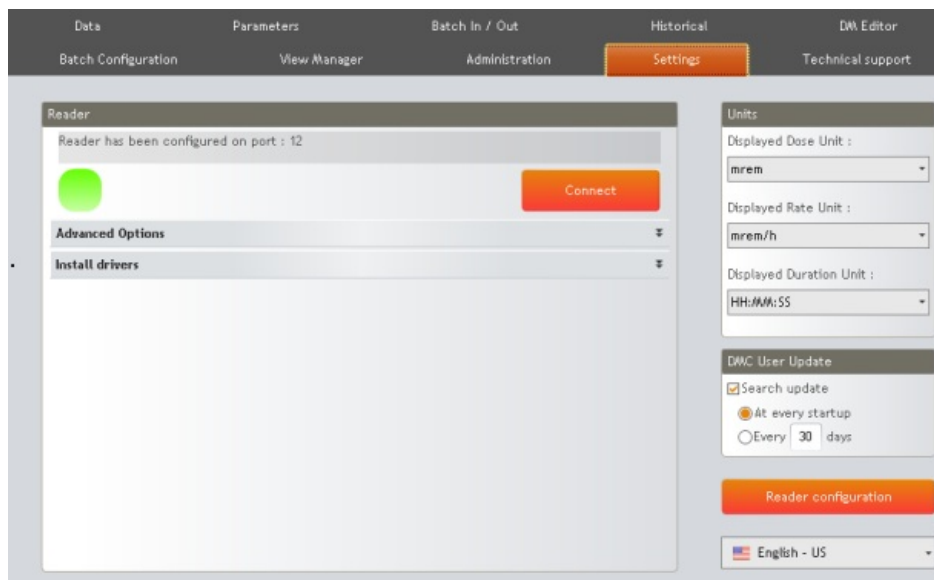 Data Parameters Batch In / Out Historical DM Editor
Batch Configuration View Manager Administration Settings Technical support
Reader
Reader has been configured on port : 12
Connect
Advanced Options
Install drivers
Units
Displayed Dose Unit :
mrem
Displayed Rate Unit :
mrem/h
Displayed Duration Unit :
HH:MM:SS
DMC User Update
Search update
At every startup
Every 30 days
Reader configuration
English - US